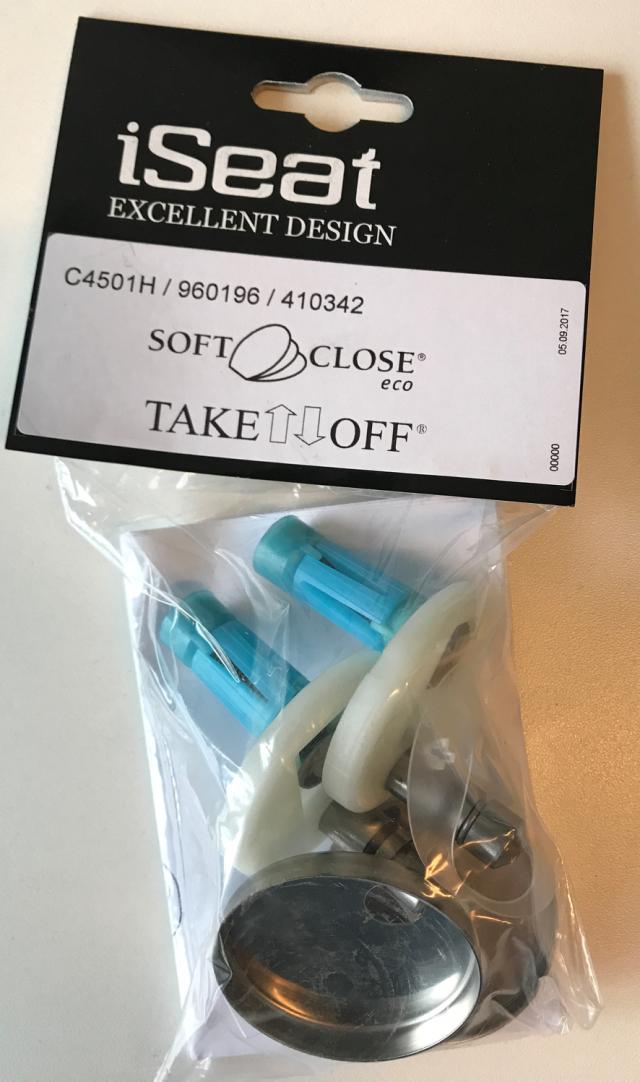 iSeat
EXCELLENT DESIGN
C4501H / 960196 / 410342
SOFT CLOSE®
eco
TAKE OFF®
05.09.2017
00000